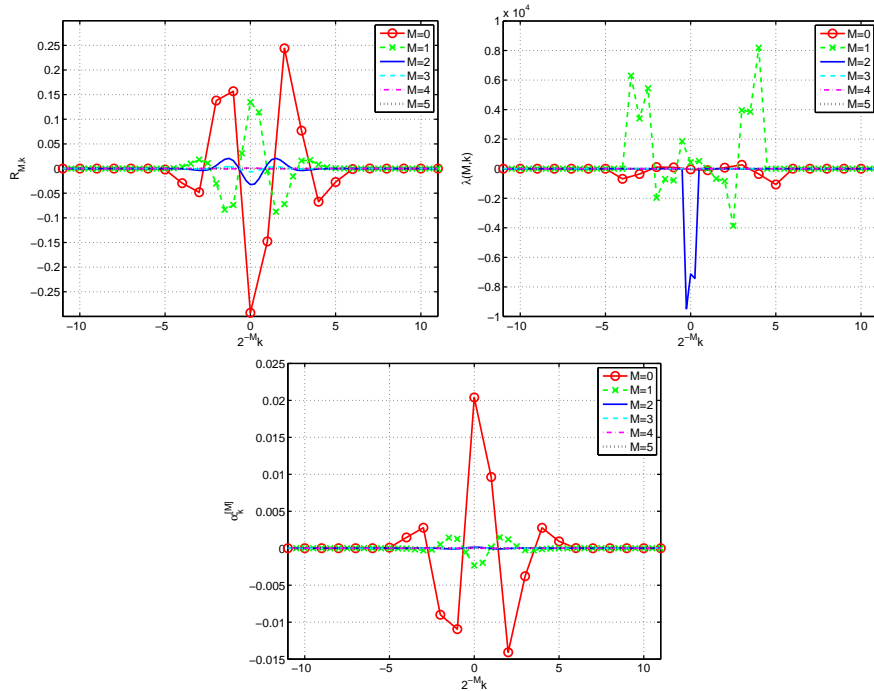 0.25
0.2
0.15
0.1
0.05
0
−0.05
−0.1
−0.15
−0.2
−0.25
−10
−5
0
5
10
2^{−M}k
R_{M,k}
M=0
M=1
M=2
M=3
M=4
M=5
x 10^4
1
0.8
0.6
0.4
0.2
0
−0.2
−0.4
−0.6
−0.8
−1
−10
−5
0
5
10
2^{−M}k
λ(M,k)
M=0
M=1
M=2
M=3
M=4
M=5
0.025
0.02
0.015
0.01
0.005
0
−0.005
−0.01
−0.015
−10
−5
0
5
10
2^{−M}k
α_k^{[M]}
M=0
M=1
M=2
M=3
M=4
M=5